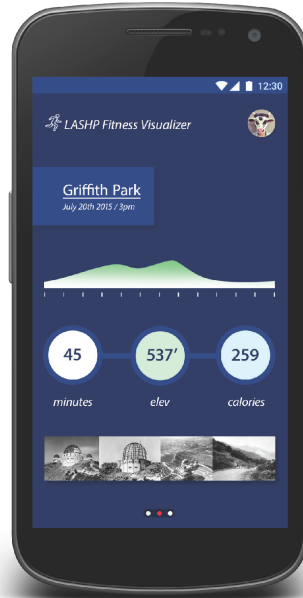 12:30
LASHP Fitness Visualizer
Griffith Park
July 20th 2015 / 3pm
45 537’ 259
minutes elev calories